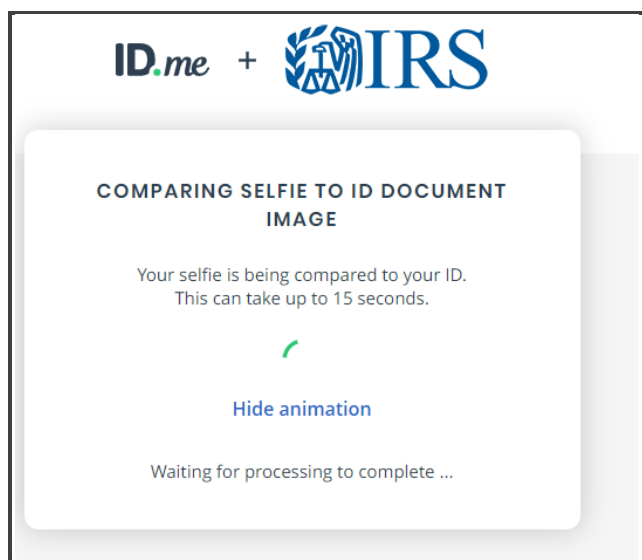 ID.me + IRS
COMPARING SELFIE TO ID DOCUMENT
IMAGE
Your selfie is being compared to your ID.
This can take up to 15 seconds.
Hide animation
Waiting for processing to complete ...